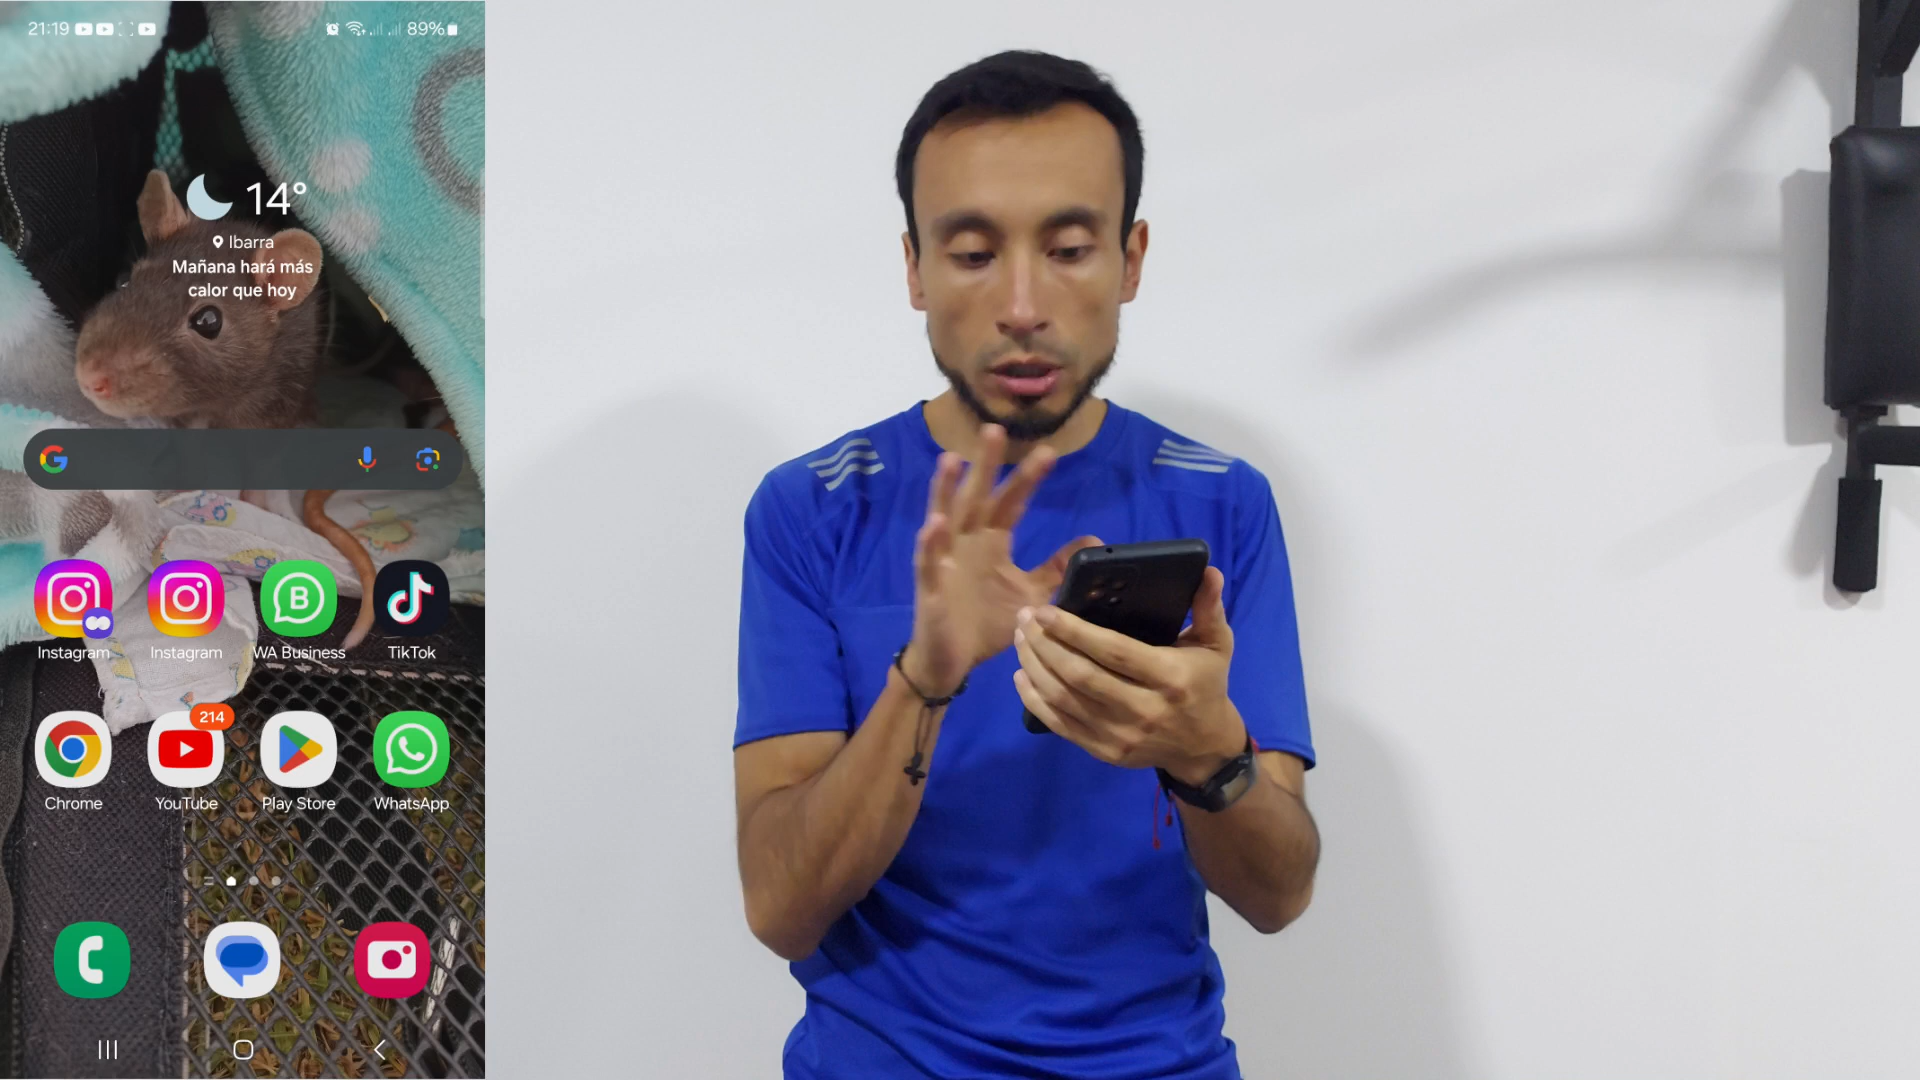 21:19
89%
14°
Ibarra
Mañana hará más
calor que hoy
Instagram
Instagram
WA Business
TikTok
214
Chrome
YouTube
Play Store
WhatsApp